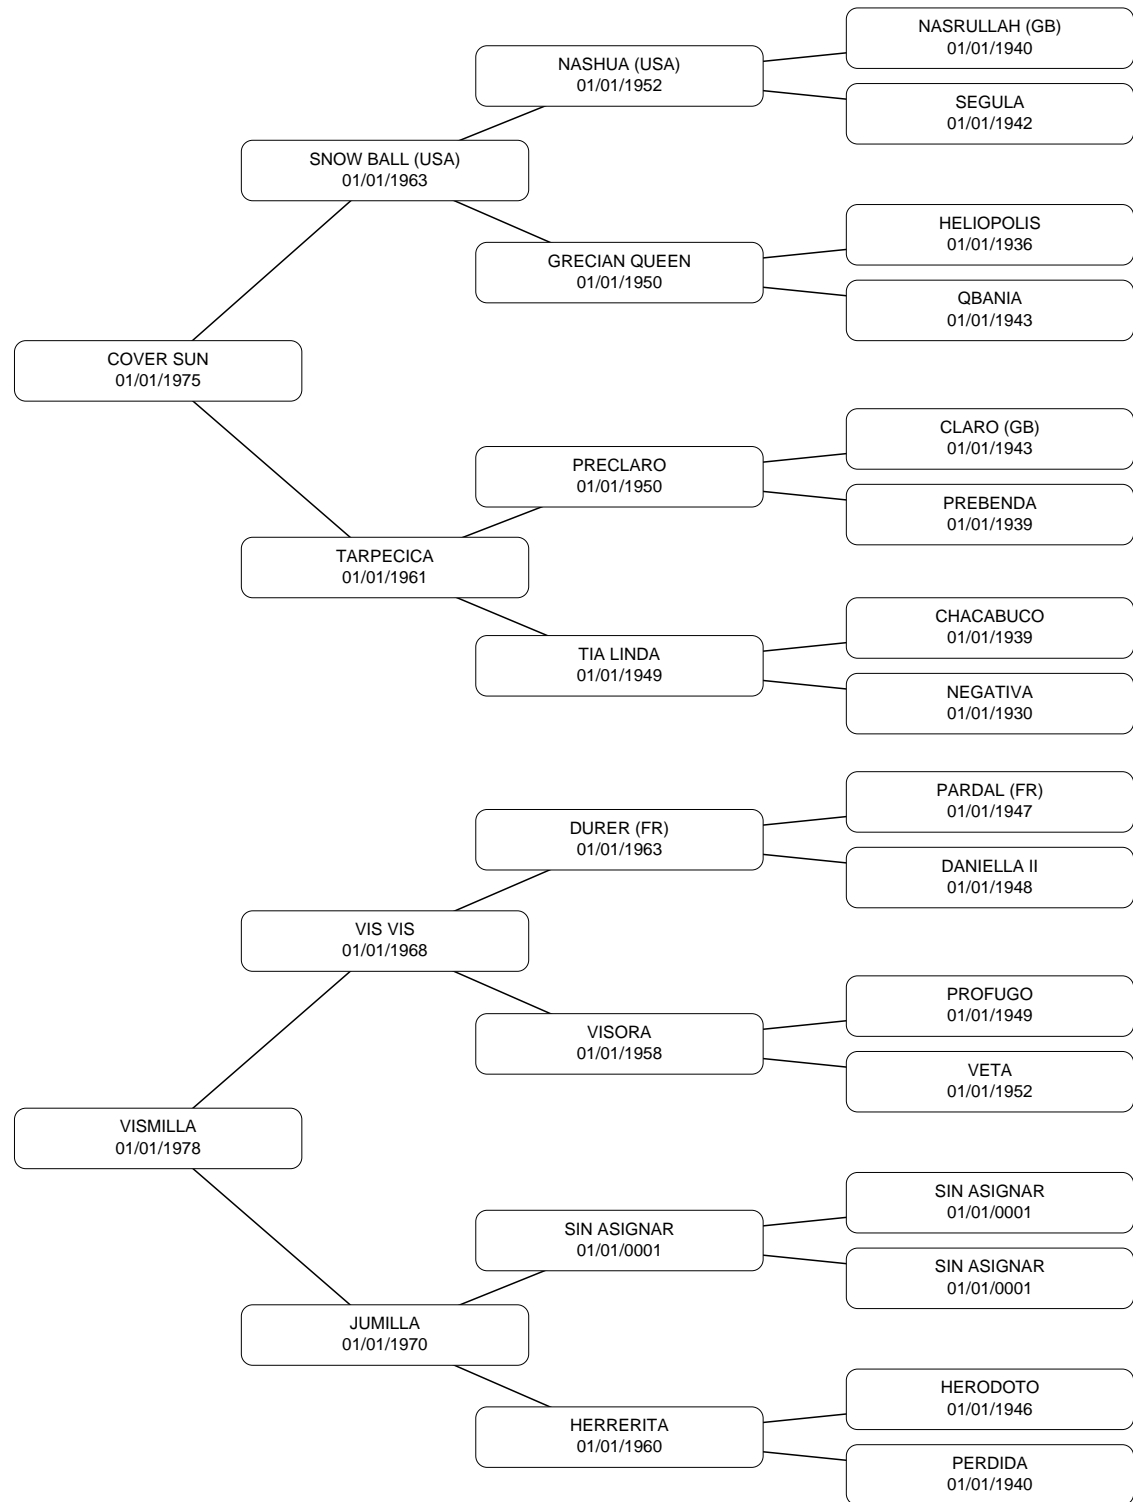 NASRULLAH (GB)
01/01/1940
NASHUA (USA)
01/01/1952
SEGULA
01/01/1942
SNOW BALL (USA)
01/01/1963
HELIOPOLIS
01/01/1936
GRECIAN QUEEN
01/01/1950
QBANIA
01/01/1943
COVER SUN
01/01/1975
CLARO (GB)
01/01/1943
PRECLARO
01/01/1950
PREBENDA
01/01/1939
TARPECICA
01/01/1961
CHACABUCO
01/01/1939
TIA LINDA
01/01/1949
NEGATIVA
01/01/1930
PARDAL (FR)
01/01/1947
DURER (FR)
01/01/1963
DANIELLA II
01/01/1948
VIS VIS
01/01/1968
PROFUGO
01/01/1949
VISORA
01/01/1958
VETA
01/01/1952
VISMILLA
01/01/1978
SIN ASIGNAR
01/01/0001
SIN ASIGNAR
01/01/0001
SIN ASIGNAR
01/01/0001
JUMILLA
01/01/1970
HERODOTO
01/01/1946
HERRERITA
01/01/1960
PERDIDA
01/01/1940